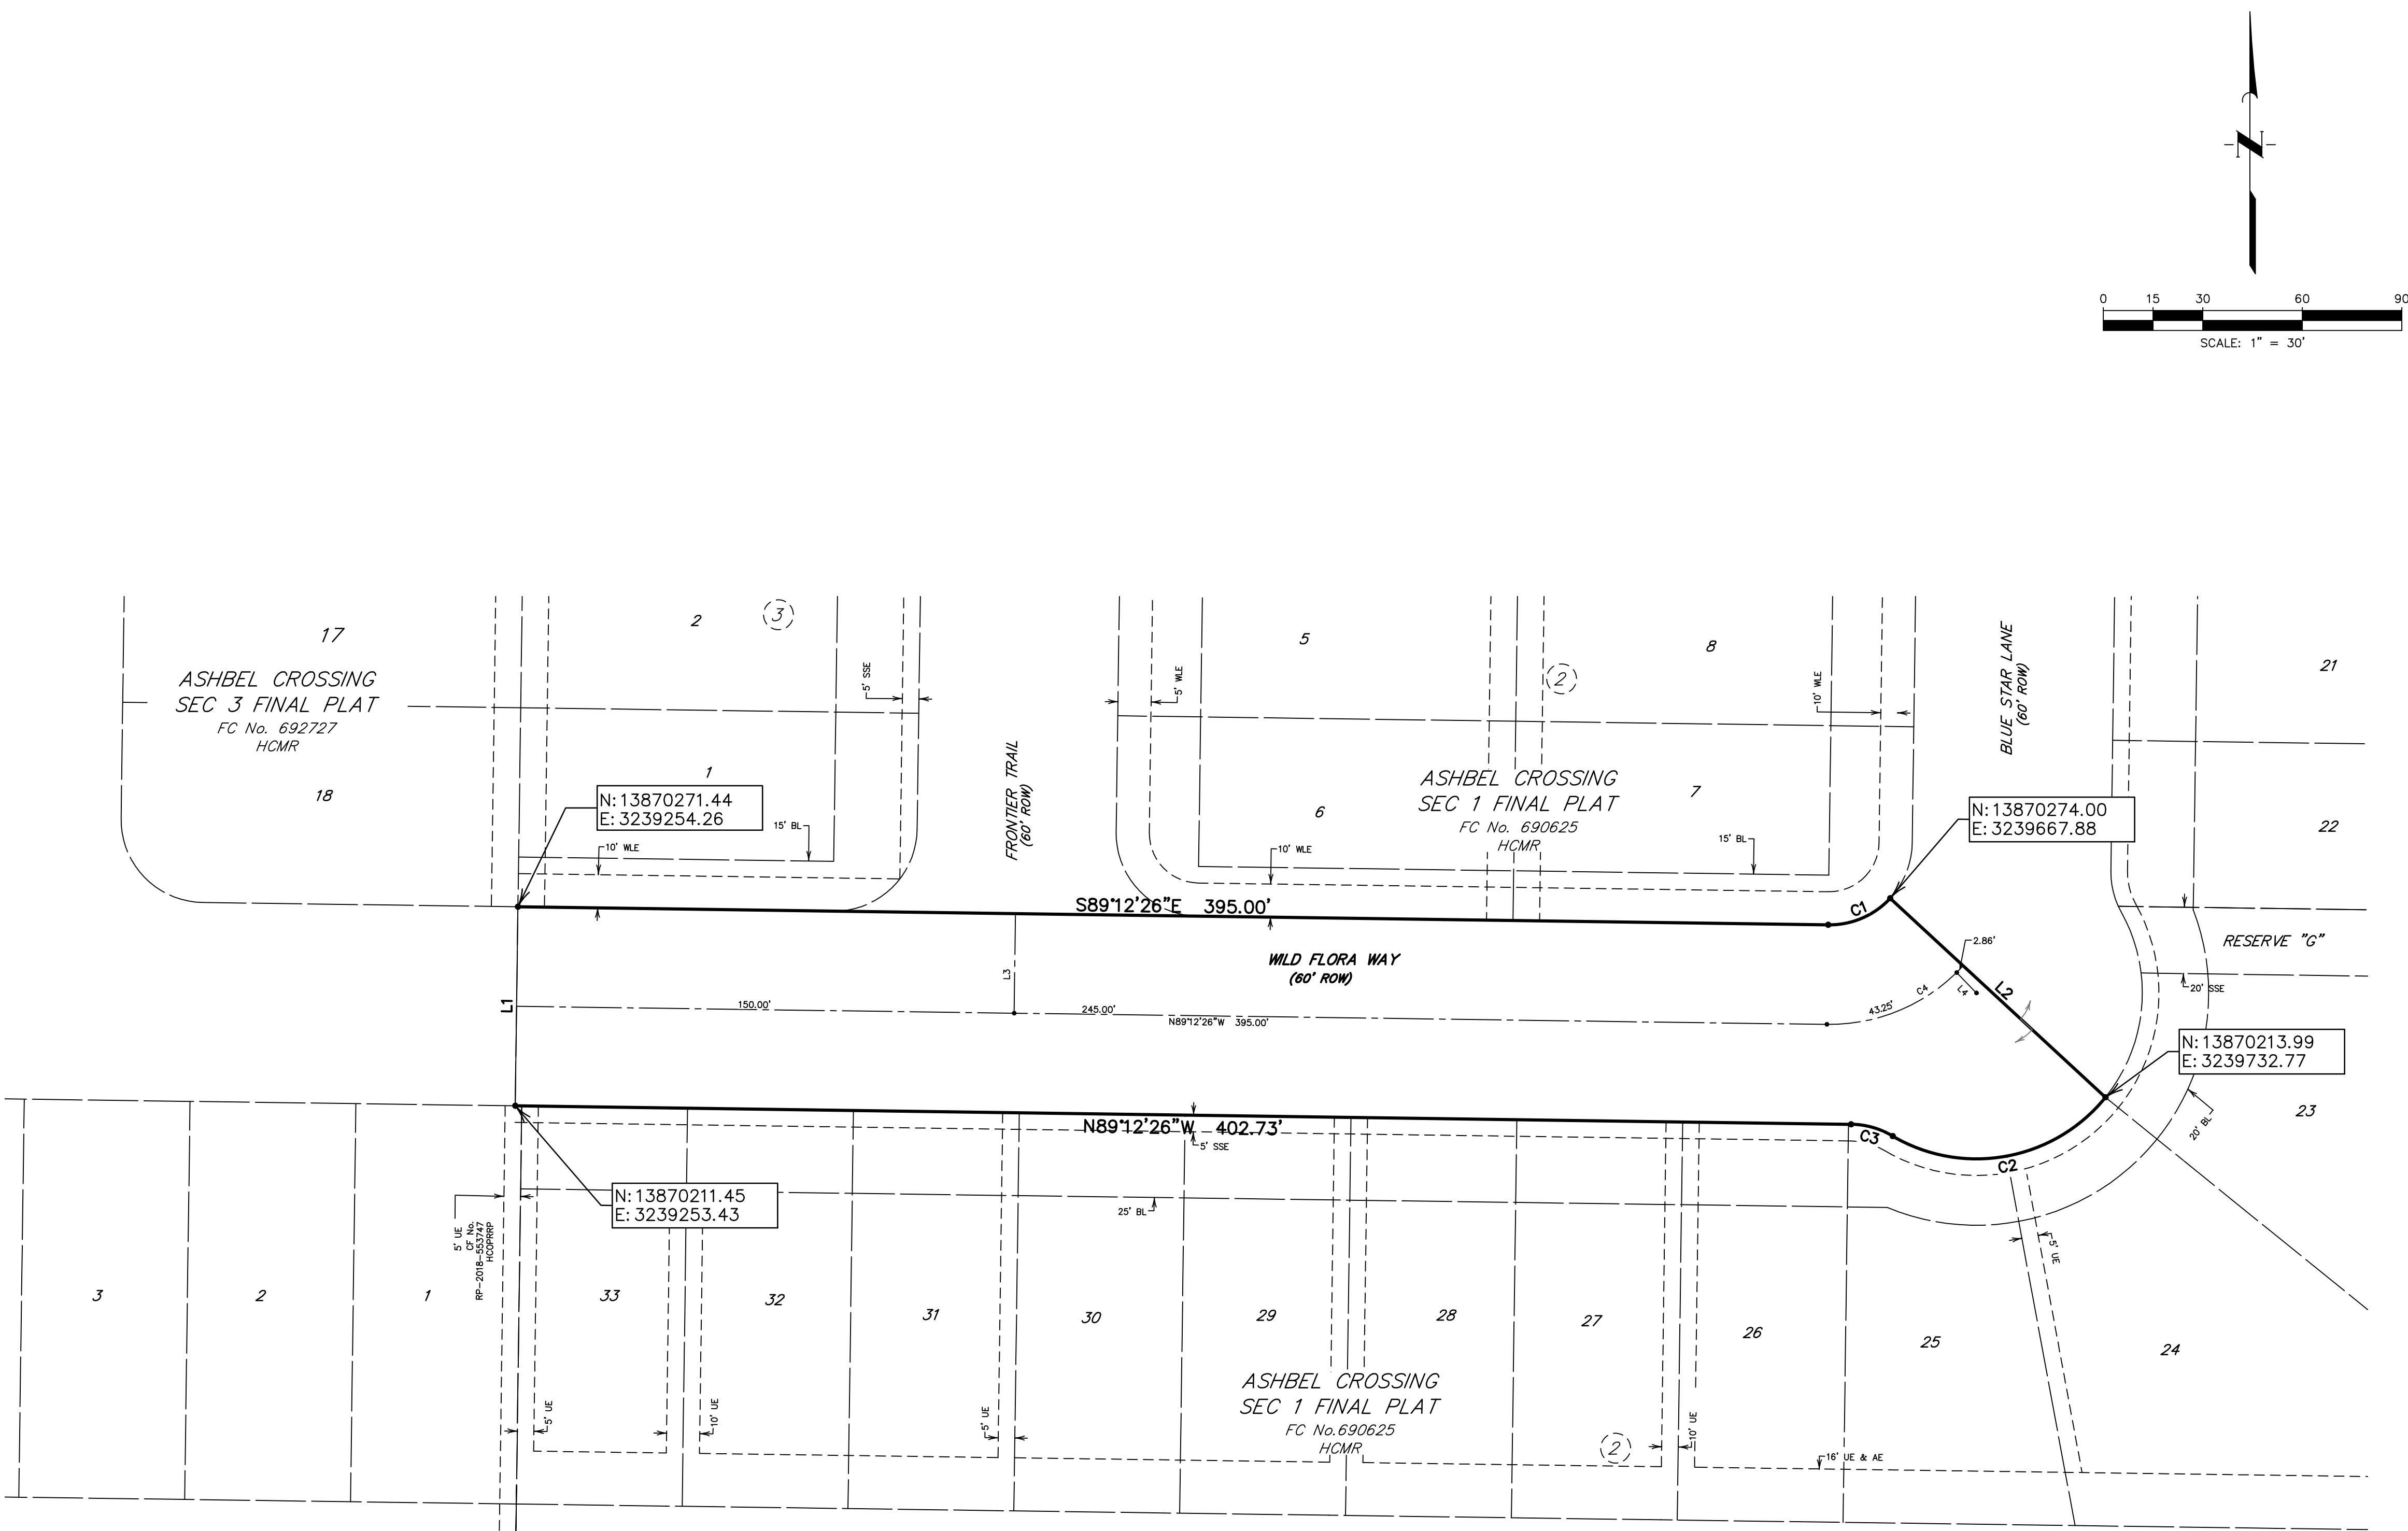 N
0 15 30 60 90
SCALE: 1" = 30'
17
2
3
5' SSE
5' WLE
5
2
8
10' WLE
BLUE STAR LANE
(60' ROW)
21
ASHBEL CROSSING
SEC 3 FINAL PLAT
FC No. 692727
HCMR
18
1
N: 13870271.44
E: 3239254.26
15' BL
10' WLE
FRONTIER TRAIL
(60' ROW)
6
ASHBEL CROSSING
SEC 1 FINAL PLAT
FC No. 690625
HCMR
7
15' BL
10' WLE
N: 13870274.00
E: 3239667.88
22
S89°12'26"E 395.00'
C1
WILD FLORA WAY
(60' ROW)
2.86'
RESERVE "G"
20' SSE
L1
L3
150.00'
245.00'
N89°12'26"W 395.00'
43.25'
C4
L4
L2
N: 13870213.99
E: 3239732.77
23
20' BL
N89°12'26"W 402.73'
5' SSE
C3
C2
N: 13870211.45
E: 3239253.43
25' BL
5' UE
CF No.
RP-2018-553747
HCOPRRP
5' UE
3
2
1
33
32
31
30
29
28
27
26
25
24
ASHBEL CROSSING
SEC 1 FINAL PLAT
FC No.690625
HCMR
2
5' UE
10' UE
5' UE
10' UE
16' UE & AE